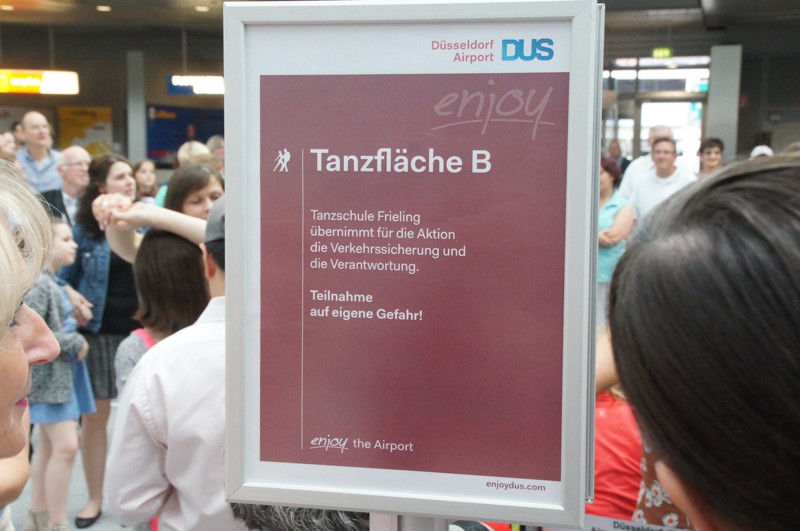 Düsseldorf
Airport DUS
enjoy
Tanzfläche B
Tanzschule Frieling
übernimmt für die Aktion
die Verkehrssicherung und
die Verantwortung.
Teilnahme
auf eigene Gefahr!
enjoy the Airport
enjoydus.com